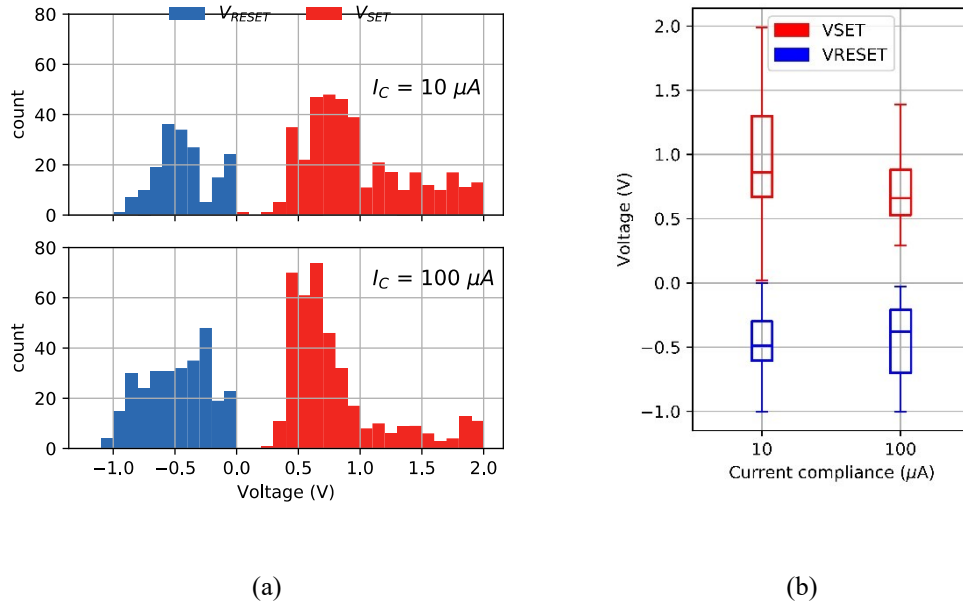 V_RESET V_SET
80
60
40
20
0
count
I_C = 10 μA
80
60
40
20
0
count
I_C = 100 μA
−1.0 −0.5 0.0 0.5 1.0 1.5 2.0
Voltage (V)
(a)
2.0
1.5
1.0
0.5
0.0
−0.5
−1.0
Voltage (V)
VSET
VRESET
10 100
Current compliance (μA)
(b)